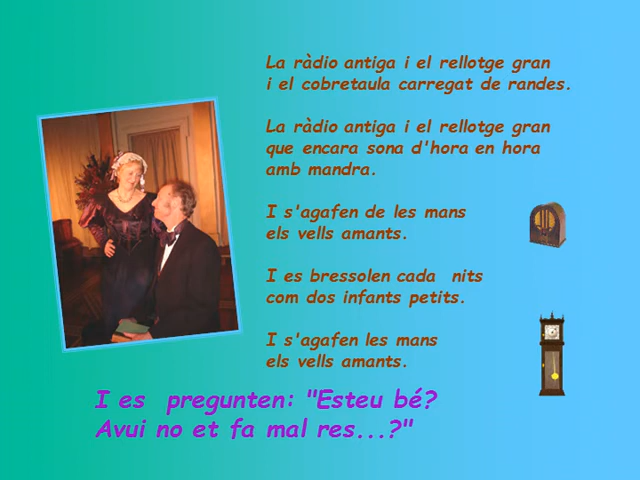 La ràdio antiga i el rellotge gran
i el cobretaula carregat de randes.
La ràdio antiga i el rellotge gran
que encara sona d'hora en hora
amb mandra.
I s'agafen de les mans
els vells amants.
I es bressolen cada nits
com dos infants petits.
I s'agafen les mans
els vells amants.
I es pregunten: "Esteu bé?
Avui no et fa mal res...?"